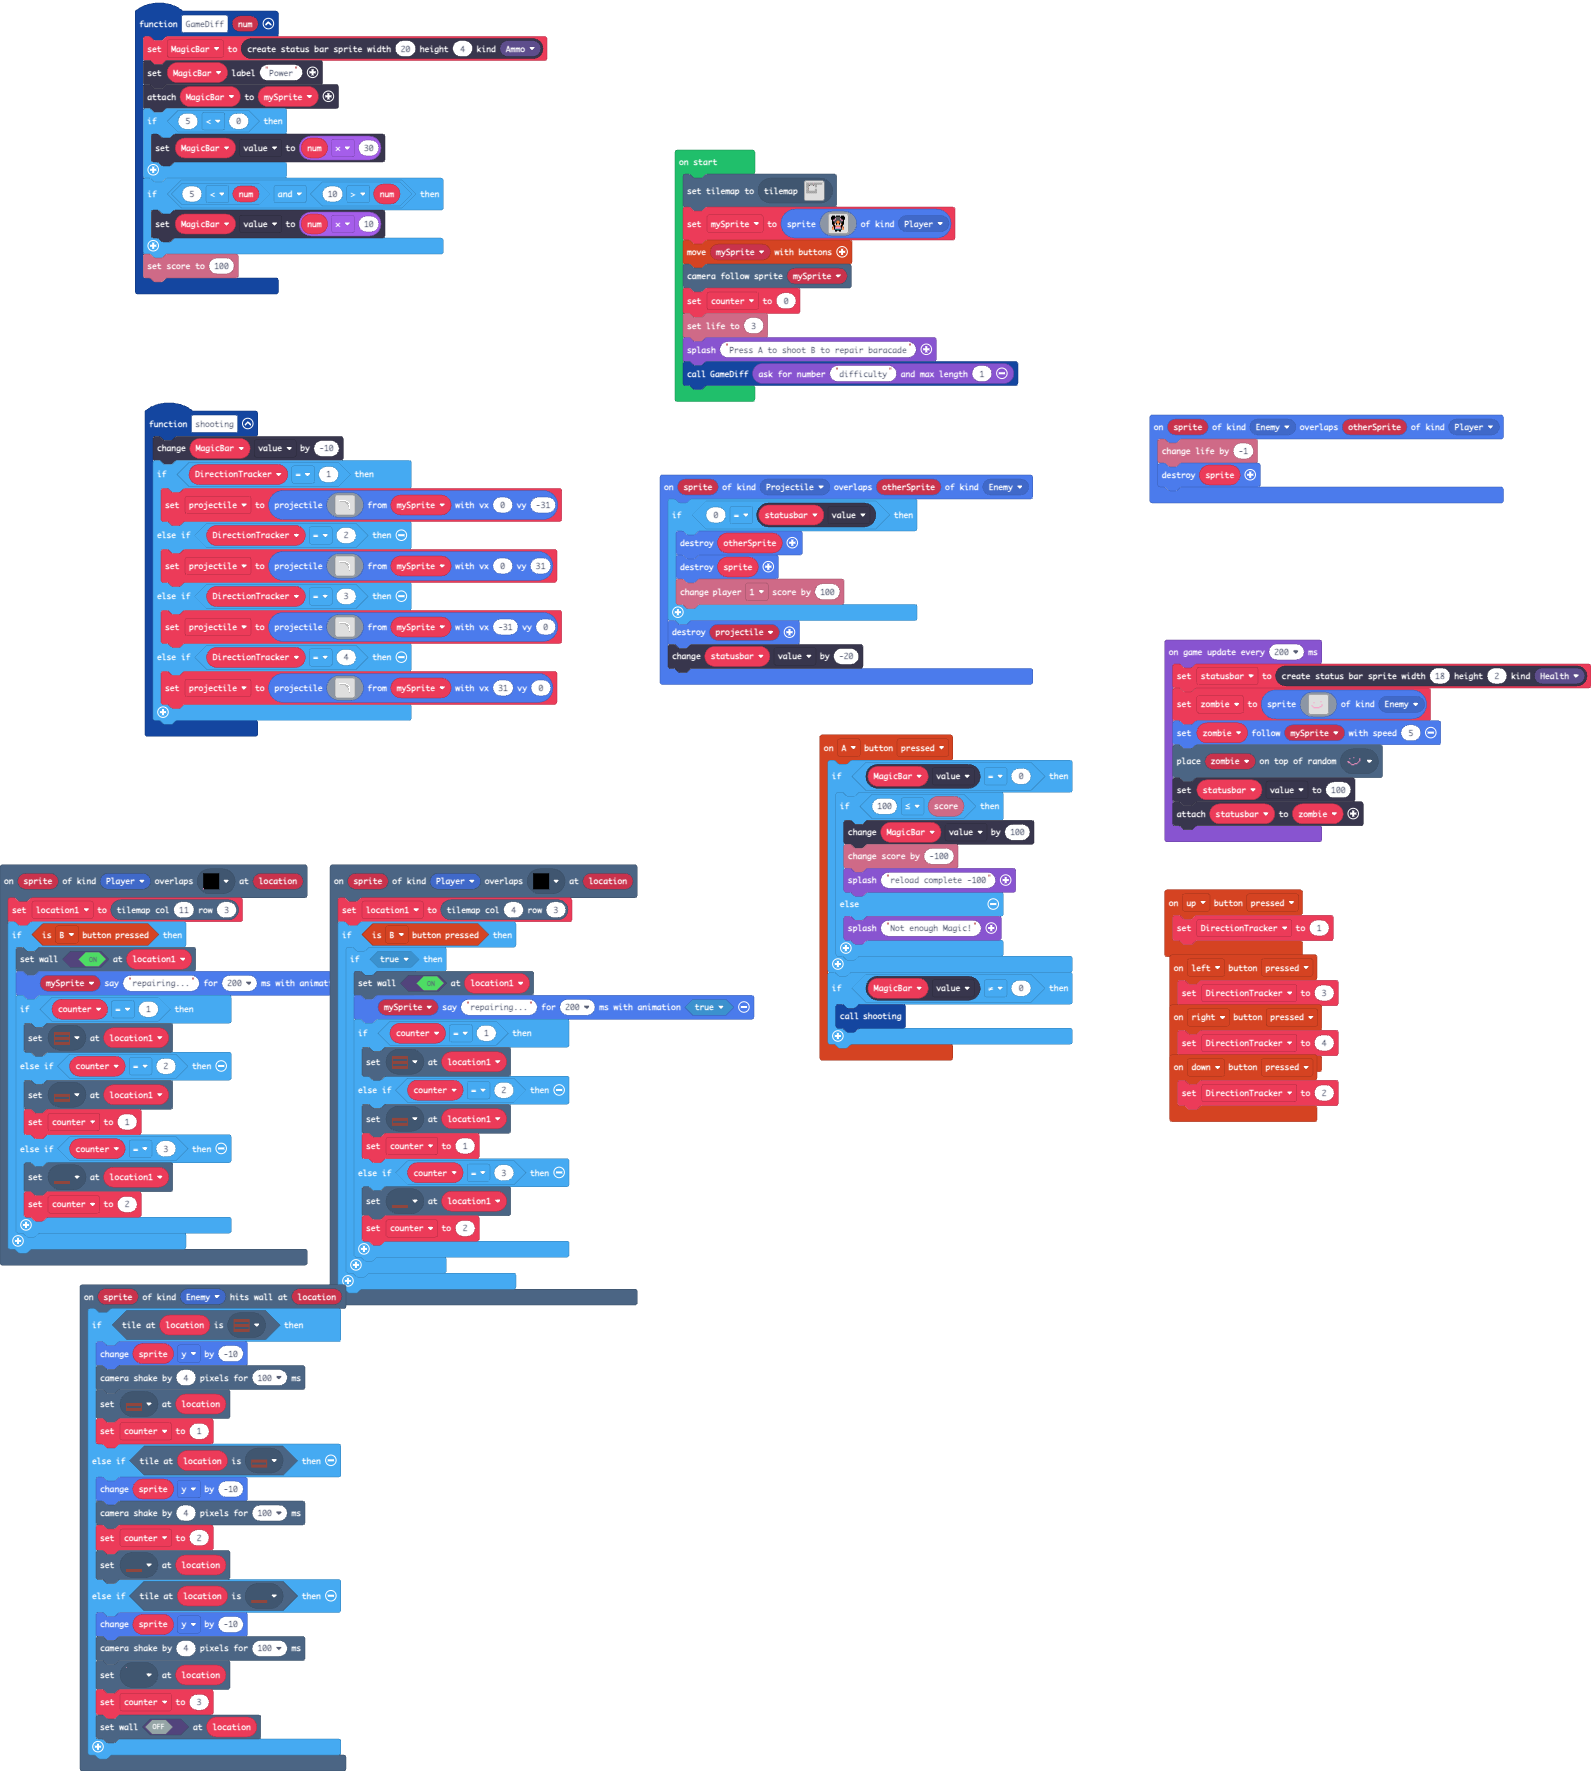 function GameDiff num
set MagicBar to create status bar sprite width 20 height 4 kind Ammo
set MagicBar label "Power"
attach MagicBar to mySprite
if 5 < 0 then
set MagicBar value to num × 30
if 5 < num and 10 > num then
set MagicBar value to num × 10
set score to 100
on start
set tilemap to tilemap
set mySprite to sprite of kind Player
move mySprite with buttons
camera follow sprite mySprite
set counter to 0
set life to 3
splash "Press A to shoot B to repair baracade"
call GameDiff ask for number "difficulty" and max length 1
function shooting
change MagicBar value by -10
if DirectionTracker = 1 then
set projectile to projectile from mySprite with vx 0 vy -31
else if DirectionTracker = 2 then
set projectile to projectile from mySprite with vx 0 vy 31
else if DirectionTracker = 3 then
set projectile to projectile from mySprite with vx -31 vy 0
else if DirectionTracker = 4 then
set projectile to projectile from mySprite with vx 31 vy 0
on sprite of kind Projectile overlaps otherSprite of kind Enemy
if 0 = statusbar value then
destroy otherSprite
destroy sprite
change player 1 score by 100
destroy projectile
change statusbar value by -20
on sprite of kind Enemy overlaps otherSprite of kind Player
change life by -1
destroy sprite
on game update every 200 ms
set statusbar to create status bar sprite width 18 height 2 kind Health
set zombie to sprite of kind Enemy
set zombie follow mySprite with speed 5
place zombie on top of random
set statusbar value to 100
attach statusbar to zombie
on A button pressed
if MagicBar value = 0 then
if 100 ≤ score then
change MagicBar value by 100
change score by -100
splash "reload complete -100"
else
splash "Not enough Magic!"
if MagicBar value ≠ 0 then
call shooting
on up button pressed
set DirectionTracker to 1
on left button pressed
set DirectionTracker to 3
on right button pressed
set DirectionTracker to 4
on down button pressed
set DirectionTracker to 2
on sprite of kind Player overlaps at location
set location1 to tilemap col 11 row 3
if is B button pressed then
set wall ON at location1
mySprite say "repairing..." for 200 ms with animat
if counter = 1 then
set at location1
else if counter = 2 then
set at location1
set counter to 1
else if counter = 3 then
set at location1
set counter to 2
on sprite of kind Player overlaps at location
set location1 to tilemap col 4 row 3
if is B button pressed then
if true then
set wall ON at location1
mySprite say "repairing..." for 200 ms with animation true
if counter = 1 then
set at location1
else if counter = 2 then
set at location1
set counter to 1
else if counter = 3 then
set at location1
set counter to 2
on sprite of kind Enemy hits wall at location
if tile at location is then
change sprite y by -10
camera shake by 4 pixels for 100 ms
set at location
set counter to 1
else if tile at location is then
change sprite y by -10
camera shake by 4 pixels for 100 ms
set counter to 2
set at location
else if tile at location is then
change sprite y by -10
camera shake by 4 pixels for 100 ms
set at location
set counter to 3
set wall OFF at location